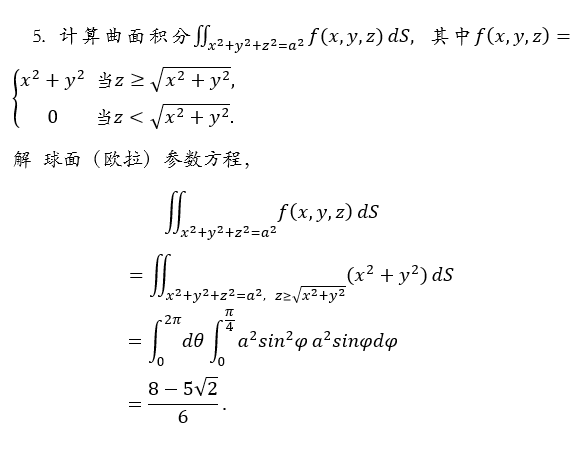 5. 计算曲面积分∬_{x²+y²+z²=a²} f(x,y,z) dS, 其中f(x,y,z) =
{x² + y² 当z ≥ √(x² + y²),
0 当z < √(x² + y²).
解 球面（欧拉）参数方程,
∬_{x²+y²+z²=a²} f(x,y,z) dS
= ∬_{x²+y²+z²=a², z≥√(x²+y²)} (x² + y²) dS
= ∫_0^{2π} dθ ∫_0^{π/4} a²sin²φ a²sinφdφ
= (8 − 5√2)/6 .